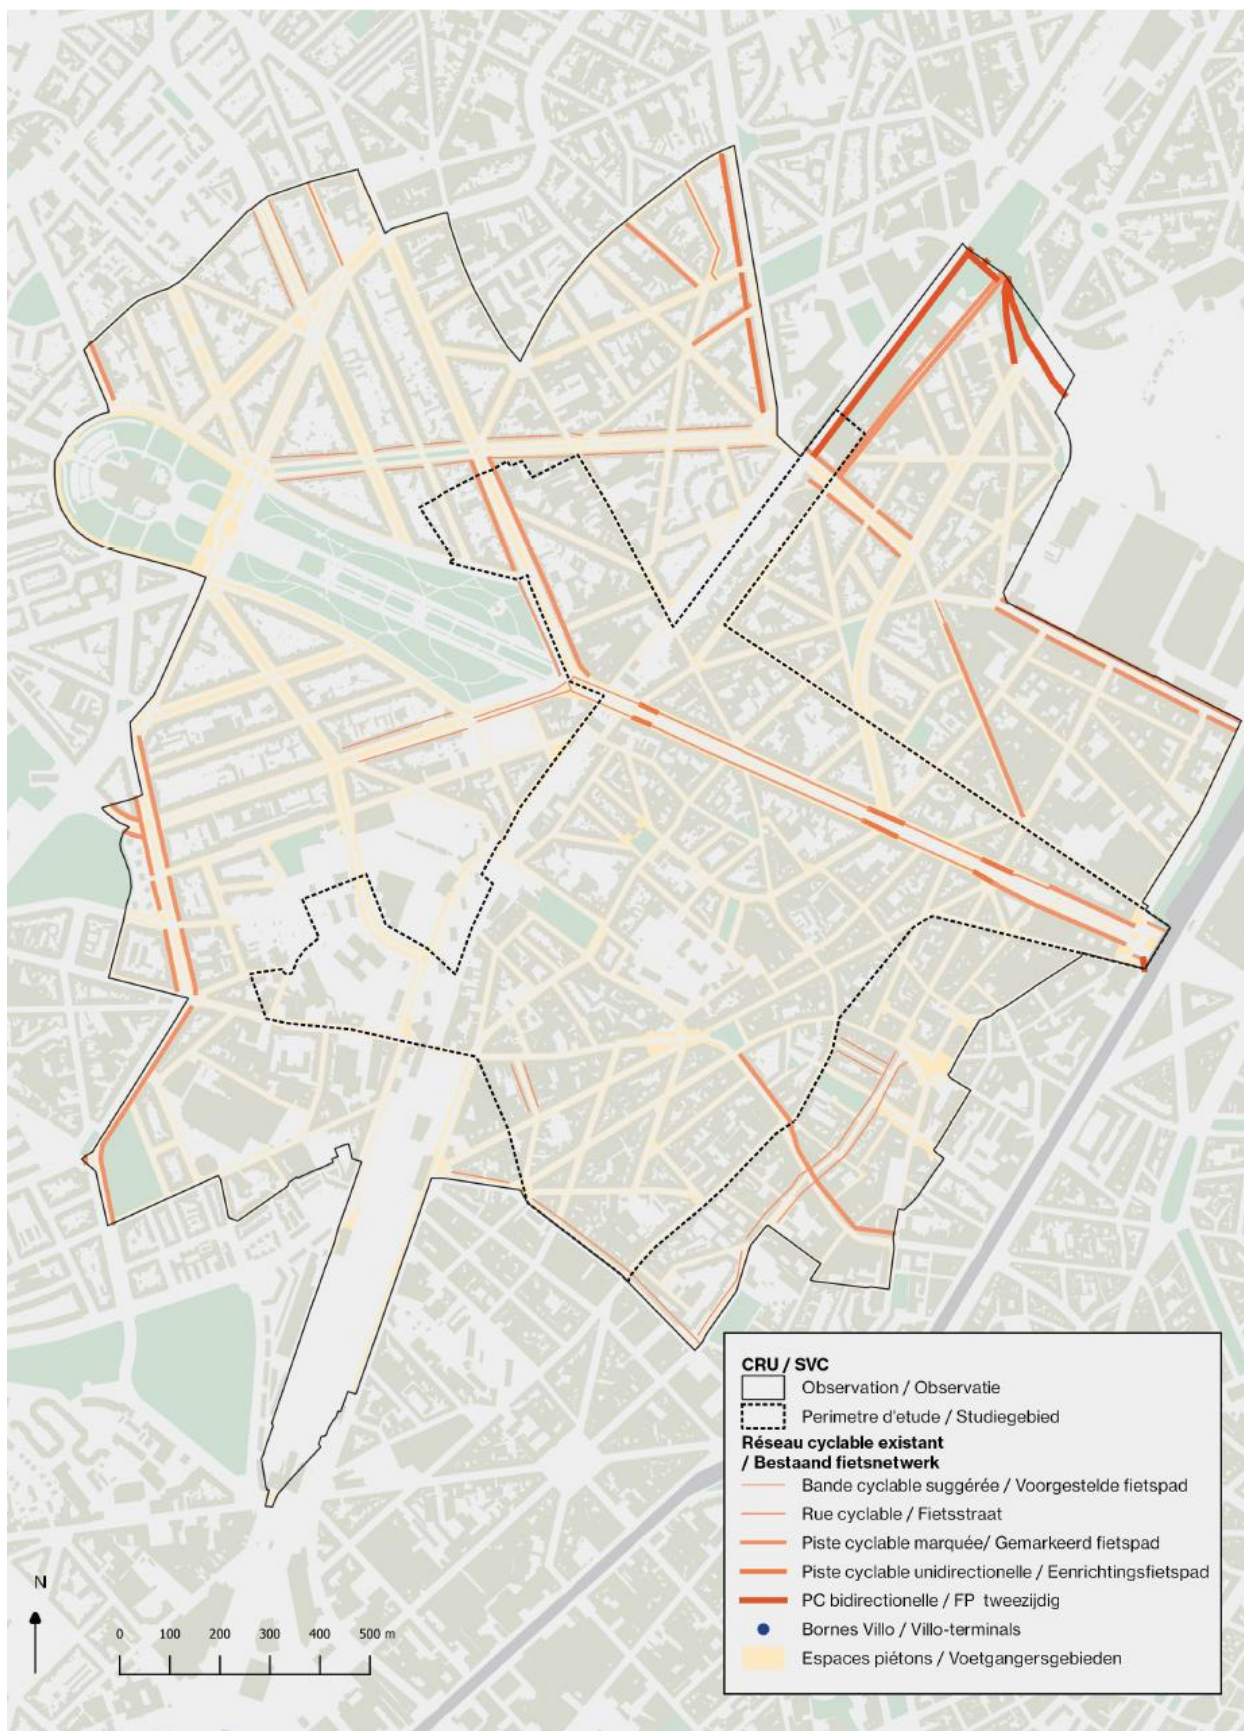 CRU / SVC
Observation / Observatie
Perimetre d'etude / Studiegebied
Réseau cyclable existant
/ Bestaand fietsnetwerk
Bande cyclable suggérée / Voorgestelde fietspad
Rue cyclable / Fietsstraat
Piste cyclable marquée/ Gemarkeerd fietspad
Piste cyclable unidirectionelle / Eenrichtingsfietspad
PC bidirectionelle / FP tweezijdig
Bornes Villo / Villo-terminals
Espaces piétons / Voetgangersgebieden
N
0 100 200 300 400 500 m